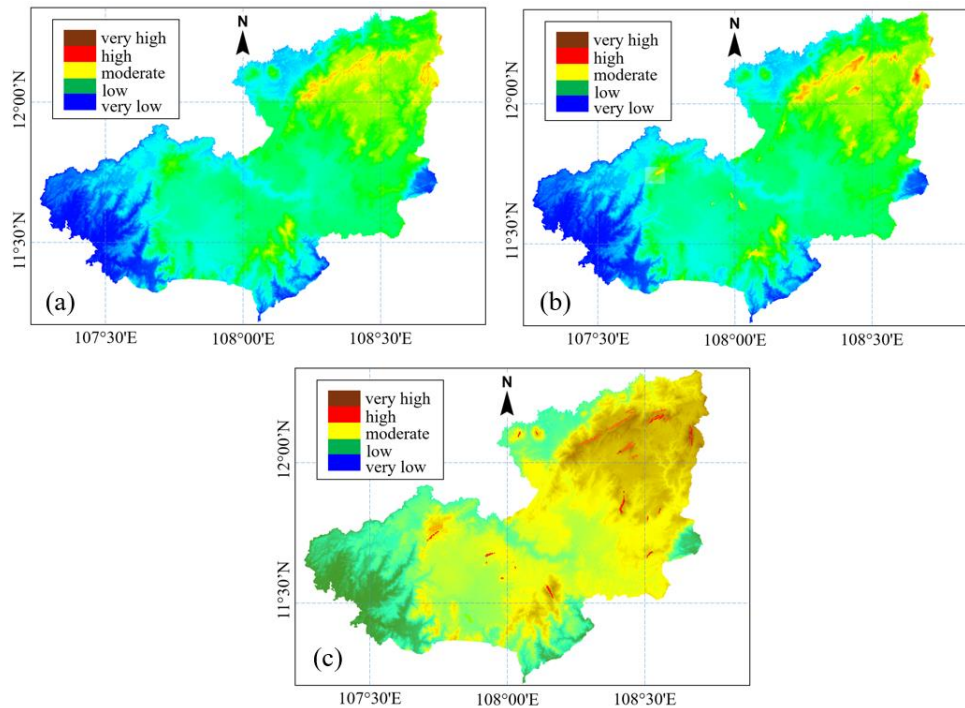 N
very high
high
moderate
low
very low
12°00'N
11°30'N
(a)
107°30'E
108°00'E
108°30'E
N
very high
high
moderate
low
very low
12°00'N
11°30'N
(b)
107°30'E
108°00'E
108°30'E
N
very high
high
moderate
low
very low
12°00'N
11°30'N
(c)
107°30'E
108°00'E
108°30'E